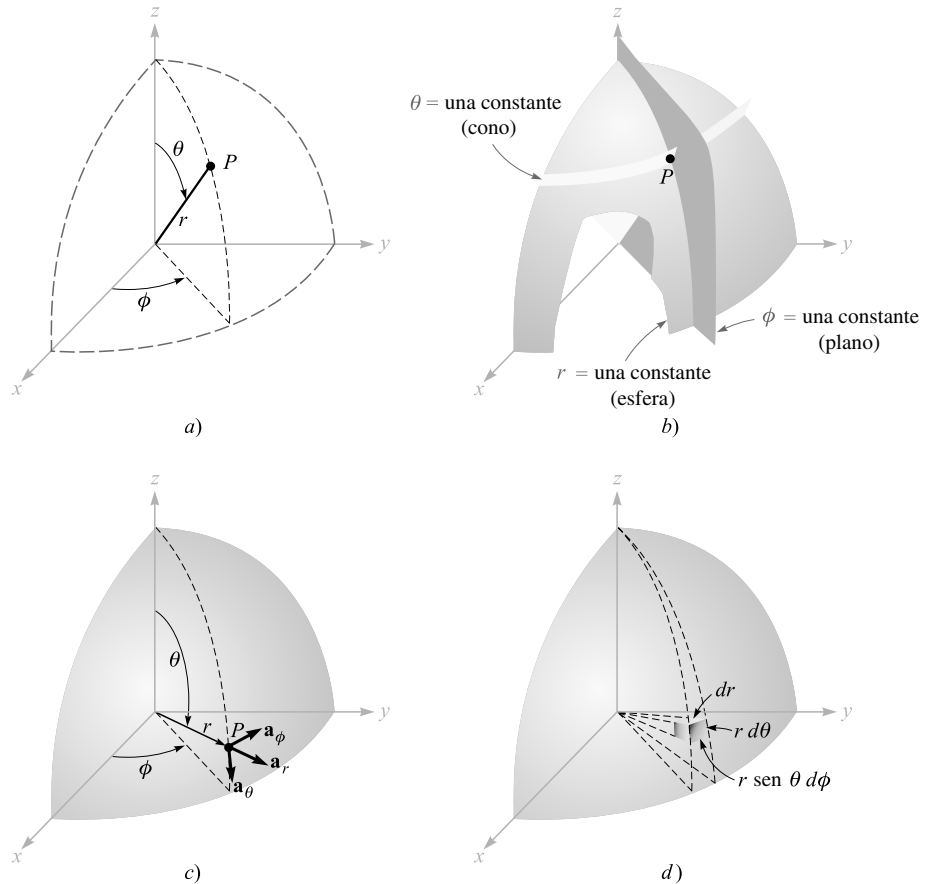 z
θ
P
r
y
ϕ
x
a)
z
θ = una constante
(cono)
P
y
ϕ = una constante
(plano)
r = una constante
(esfera)
x
b)
z
θ
r
P
a_ϕ
a_r
a_θ
y
ϕ
x
c)
z
dr
y
r dθ
r sen θ dϕ
x
d)